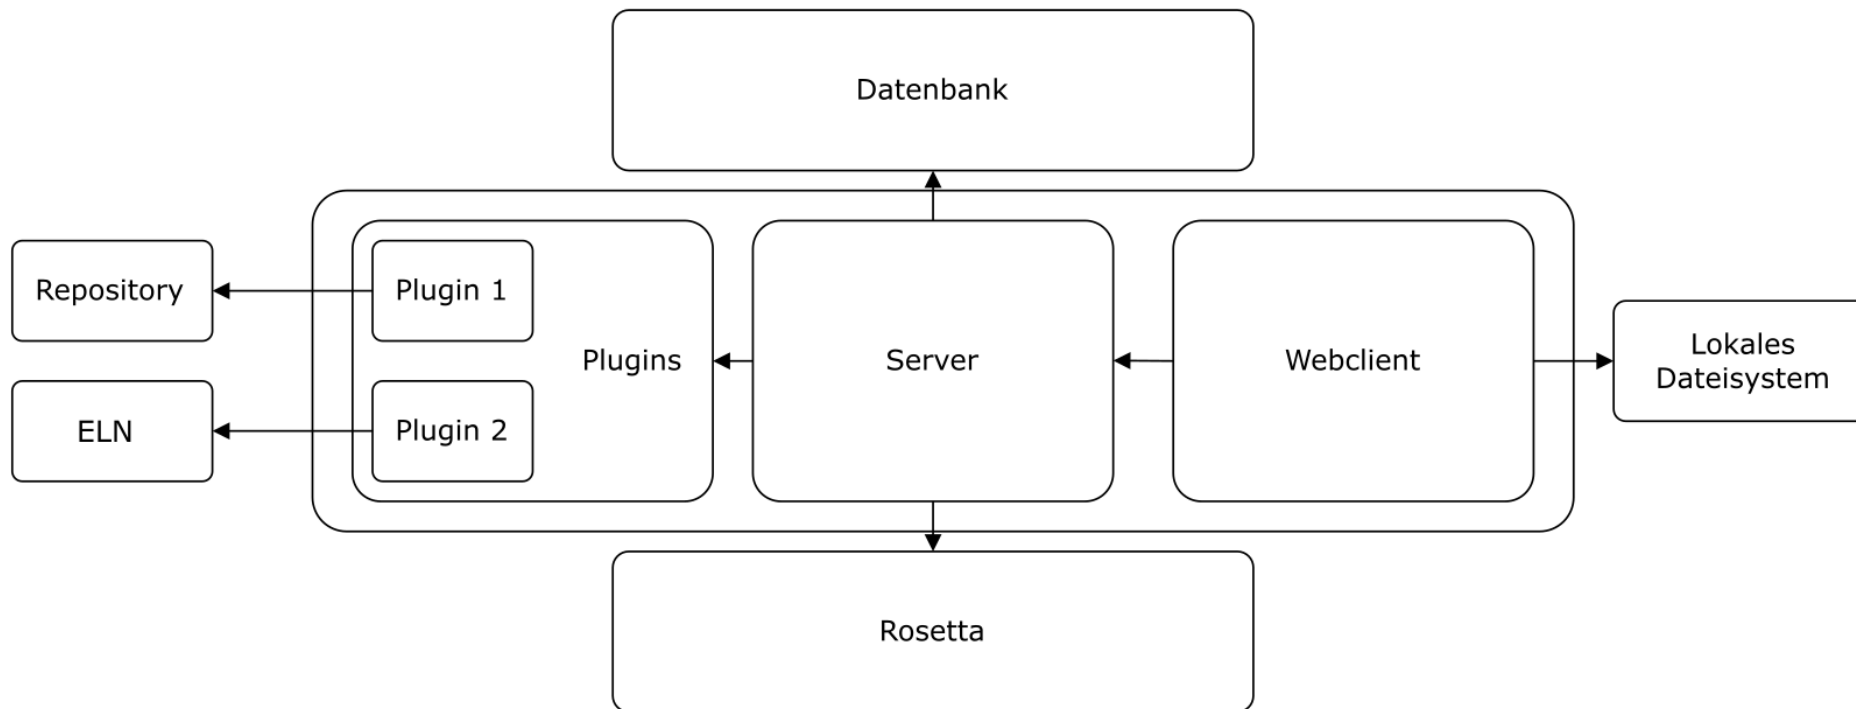 Datenbank
Repository
Plugin 1
Plugins
Server
Webclient
Lokales
Dateisystem
ELN
Plugin 2
Rosetta